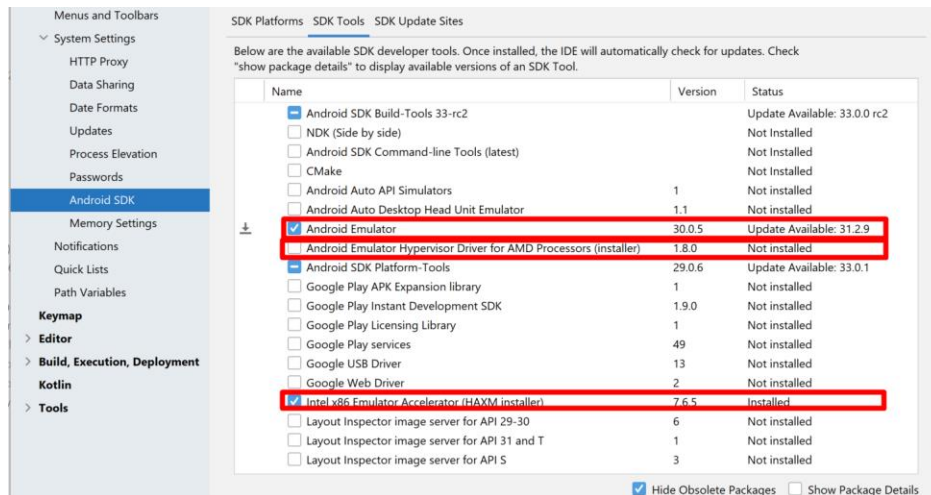 Menus and Toolbars
System Settings
HTTP Proxy
Data Sharing
Date Formats
Updates
Process Elevation
Passwords
Android SDK
Memory Settings
Notifications
Quick Lists
Path Variables
Keymap
Editor
Build, Execution, Deployment
Kotlin
Tools
SDK Platforms SDK Tools SDK Update Sites
Below are the available SDK developer tools. Once installed, the IDE will automatically check for updates. Check
"show package details" to display available versions of an SDK Tool.
Name Version Status
Android SDK Build-Tools 33-rc2 Update Available: 33.0.0 rc2
NDK (Side by side) Not Installed
Android SDK Command-line Tools (latest) Not Installed
CMake Not Installed
Android Auto API Simulators 1 Not installed
Android Auto Desktop Head Unit Emulator 1.1 Not installed
Android Emulator 30.0.5 Update Available: 31.2.9
Android Emulator Hypervisor Driver for AMD Processors (installer) 1.8.0 Not installed
Android SDK Platform-Tools 29.0.6 Update Available: 33.0.1
Google Play APK Expansion library 1 Not installed
Google Play Instant Development SDK 1.9.0 Not installed
Google Play Licensing Library 1 Not installed
Google Play services 49 Not installed
Google USB Driver 13 Not installed
Google Web Driver 2 Not installed
Intel x86 Emulator Accelerator (HAXM installer) 7.6.5 Installed
Layout Inspector image server for API 29-30 6 Not installed
Layout Inspector image server for API 31 and T 1 Not installed
Layout Inspector image server for API S 3 Not installed
Hide Obsolete Packages Show Package Details